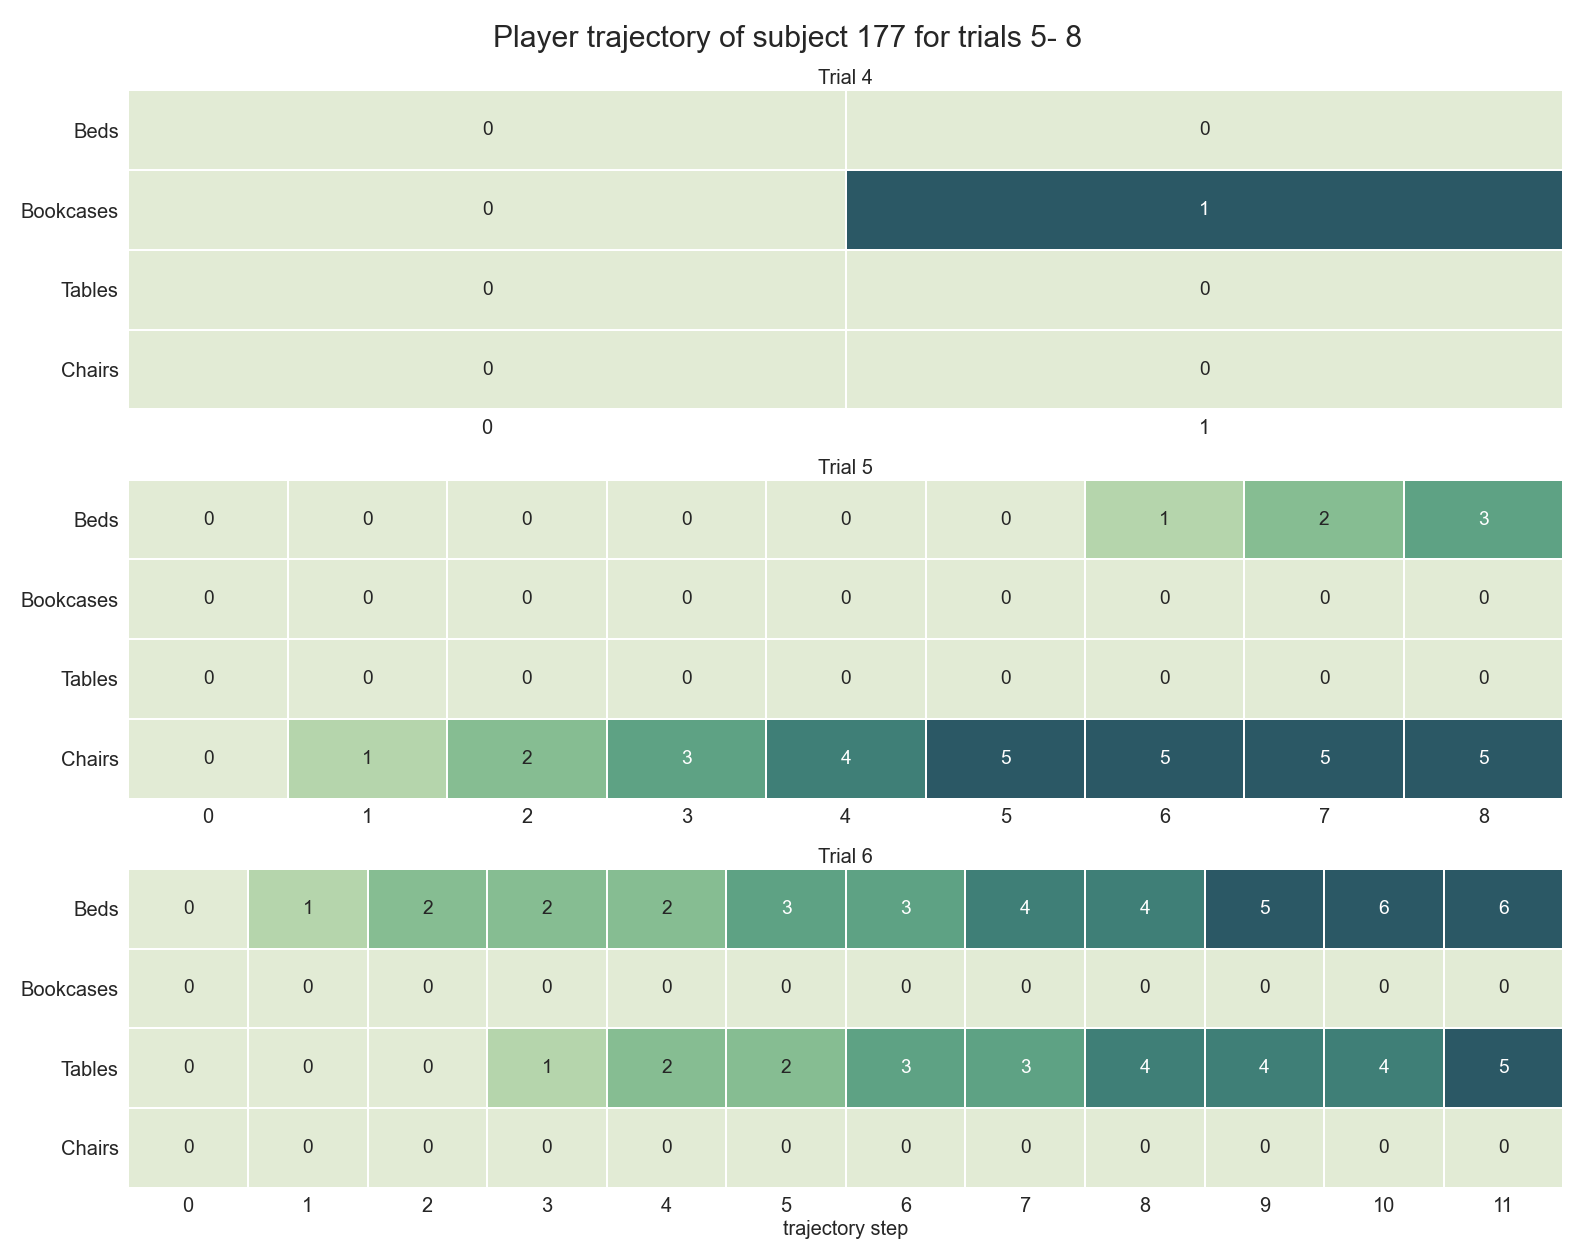 Player trajectory of subject 177 for trials 5- 8
Trial 4
Beds 0 0
Bookcases 0 1
Tables 0 0
Chairs 0 0
0 1
Trial 5
Beds 0 0 0 0 0 0 1 2 3
Bookcases 0 0 0 0 0 0 0 0 0
Tables 0 0 0 0 0 0 0 0 0
Chairs 0 1 2 3 4 5 5 5 5
0 1 2 3 4 5 6 7 8
Trial 6
Beds 0 1 2 2 2 3 3 4 4 5 6 6
Bookcases 0 0 0 0 0 0 0 0 0 0 0 0
Tables 0 0 0 1 2 2 3 3 4 4 4 5
Chairs 0 0 0 0 0 0 0 0 0 0 0 0
0 1 2 3 4 5 6 7 8 9 10 11
trajectory step